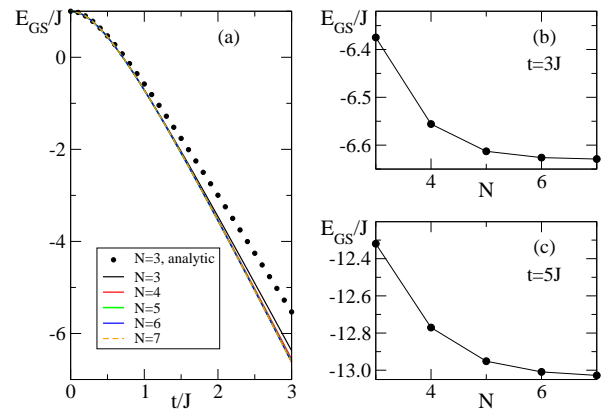 E_GS/J
(a)
0
-2
-4
-6
N=3, analytic
N=3
N=4
N=5
N=6
N=7
0
1
2
3
t/J
E_GS/J
(b)
t=3J
-6.4
-6.5
-6.6
4
6
N
E_GS/J
(c)
t=5J
-12.4
-12.6
-12.8
-13.0
4
6
N